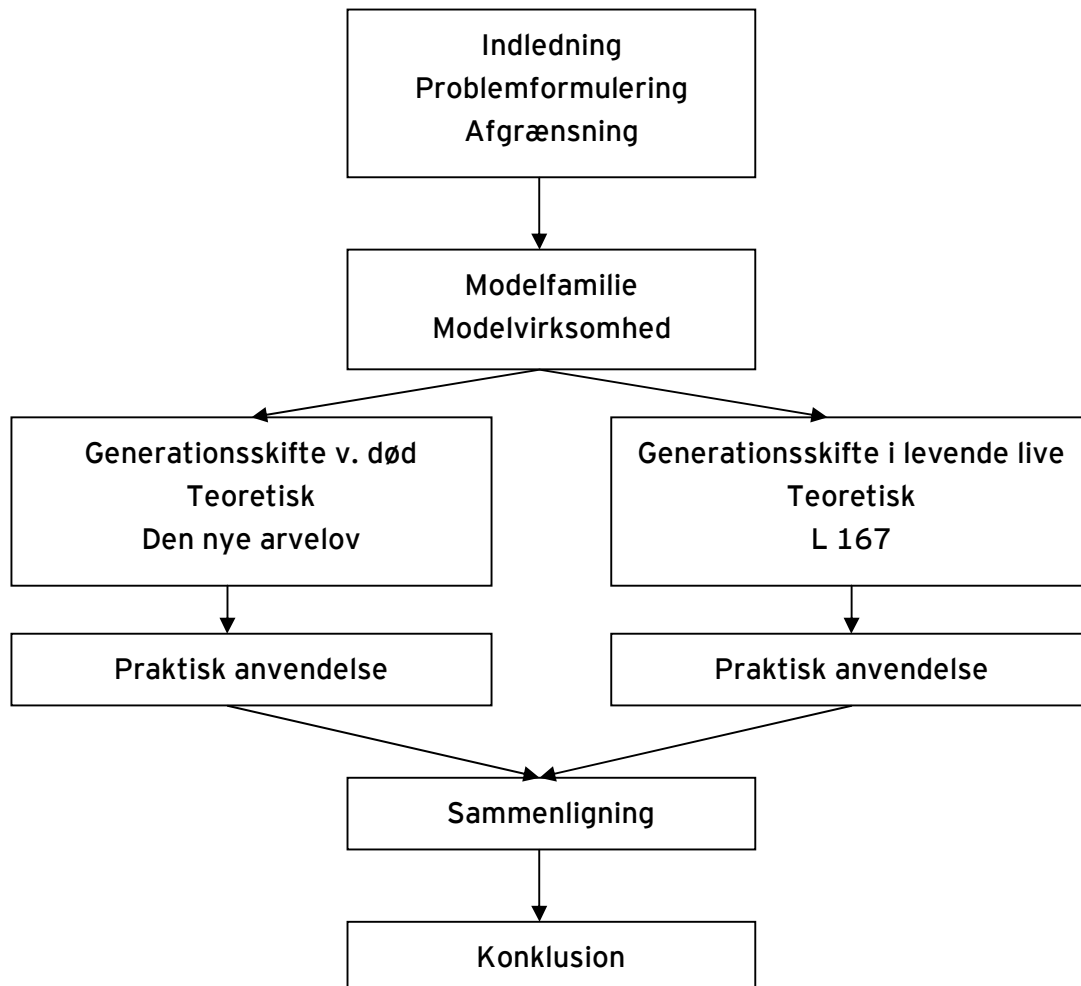 Indledning
Problemformulering
Afgrænsning
Modelfamilie
Modelvirksomhed
Generationsskifte v. død
Teoretisk
Den nye arvelov
Generationsskifte i levende live
Teoretisk
L 167
Praktisk anvendelse
Praktisk anvendelse
Sammenligning
Konklusion